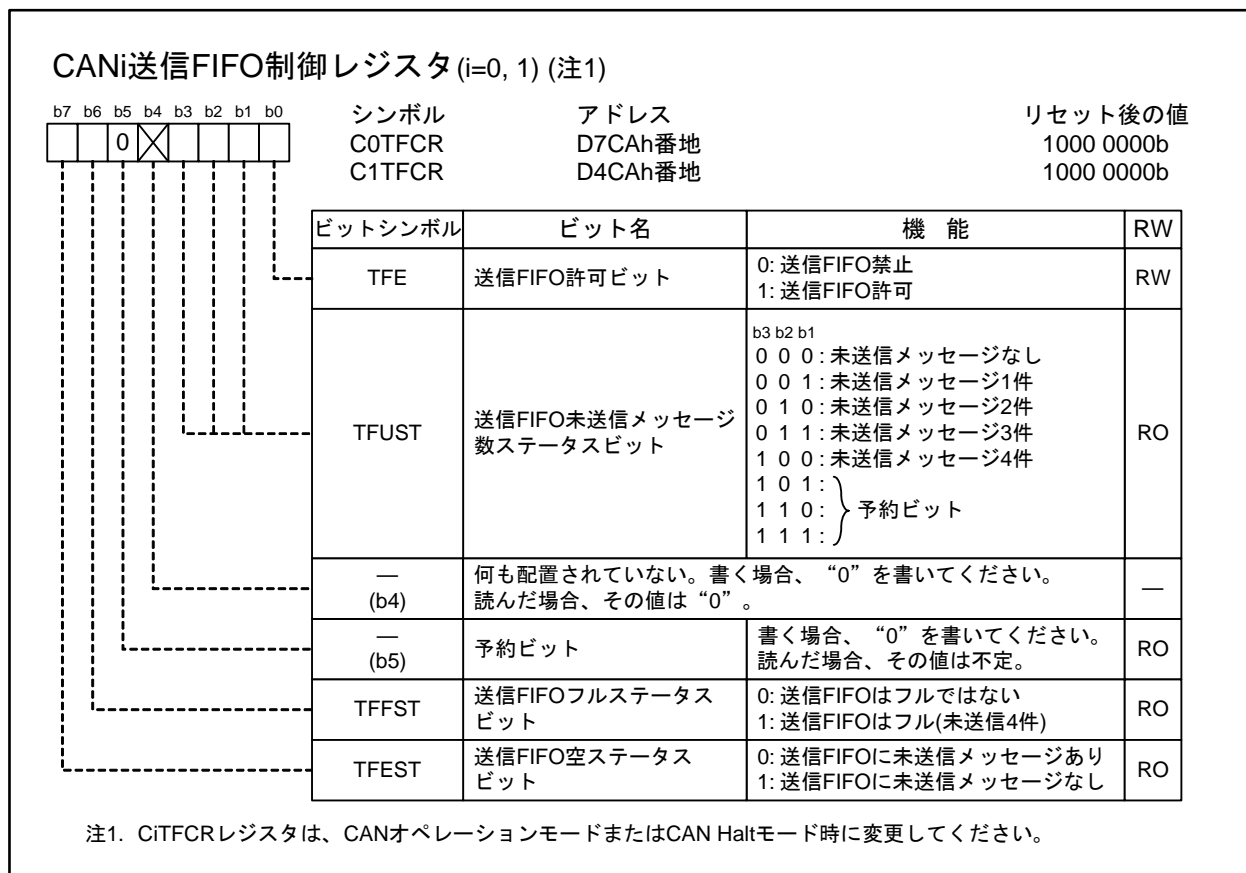 CANi送信FIFO制御レジスタ(i=0, 1) (注1)
b7 b6 b5 b4 b3 b2 b1 b0
0
シンボル アドレス リセット後の値
C0TFCR D7CAh番地 1000 0000b
C1TFCR D4CAh番地 1000 0000b
ビットシンボル ビット名 機 能 RW
TFE 送信FIFO許可ビット 0: 送信FIFO禁止 RW
1: 送信FIFO許可
TFUST 送信FIFO未送信メッセージ
数ステータスビット
b3 b2 b1
0 0 0 : 未送信メッセージなし
0 0 1 : 未送信メッセージ1件
0 1 0 : 未送信メッセージ2件
0 1 1 : 未送信メッセージ3件
1 0 0 : 未送信メッセージ4件
1 0 1 :
1 1 0 : 予約ビット
1 1 1 :
RO
— (b4) 何も配置されていない。書く場合、“0”を書いてください。
読んだ場合、その値は“0”。
—
— (b5) 予約ビット 書く場合、“0”を書いてください。
読んだ場合、その値は不定。
RO
TFFST 送信FIFOフルステータス
ビット
0: 送信FIFOはフルではない
1: 送信FIFOはフル(未送信4件)
RO
TFEST 送信FIFO空ステータス
ビット
0: 送信FIFOに未送信メッセージあり
1: 送信FIFOに未送信メッセージなし
RO
注1. CiTFCRレジスタは、CANオペレーションモードまたはCAN Haltモード時に変更してください。